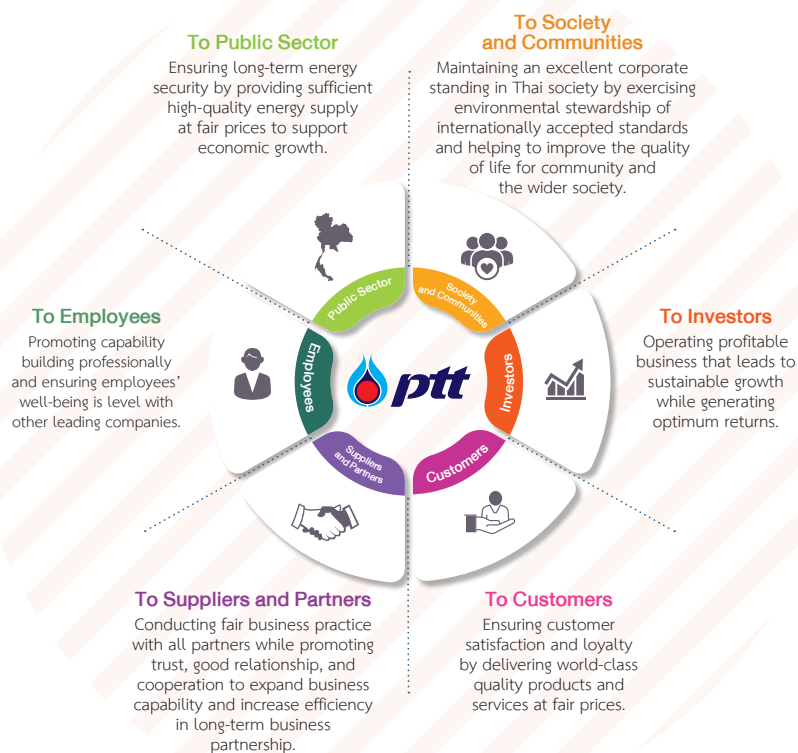 To Public Sector
Ensuring long-term energy
security by providing sufficient
high-quality energy supply
at fair prices to support
economic growth.
To Society
and Communities
Maintaining an excellent corporate
standing in Thai society by exercising
environmental stewardship of
internationally accepted standards
and helping to improve the quality
of life for community and
the wider society.
To Employees
Promoting capability
building professionally
and ensuring employees’
well-being is level with
other leading companies.
Public Sector
Society
and Communities
Employees
ptt
Investors
Suppliers
and Partners
Customers
To Investors
Operating profitable
business that leads to
sustainable growth
while generating
optimum returns.
To Suppliers and Partners
Conducting fair business practice
with all partners while promoting
trust, good relationship, and
cooperation to expand business
capability and increase efficiency
in long-term business
partnership.
To Customers
Ensuring customer
satisfaction and loyalty
by delivering world-class
quality products and
services at fair prices.